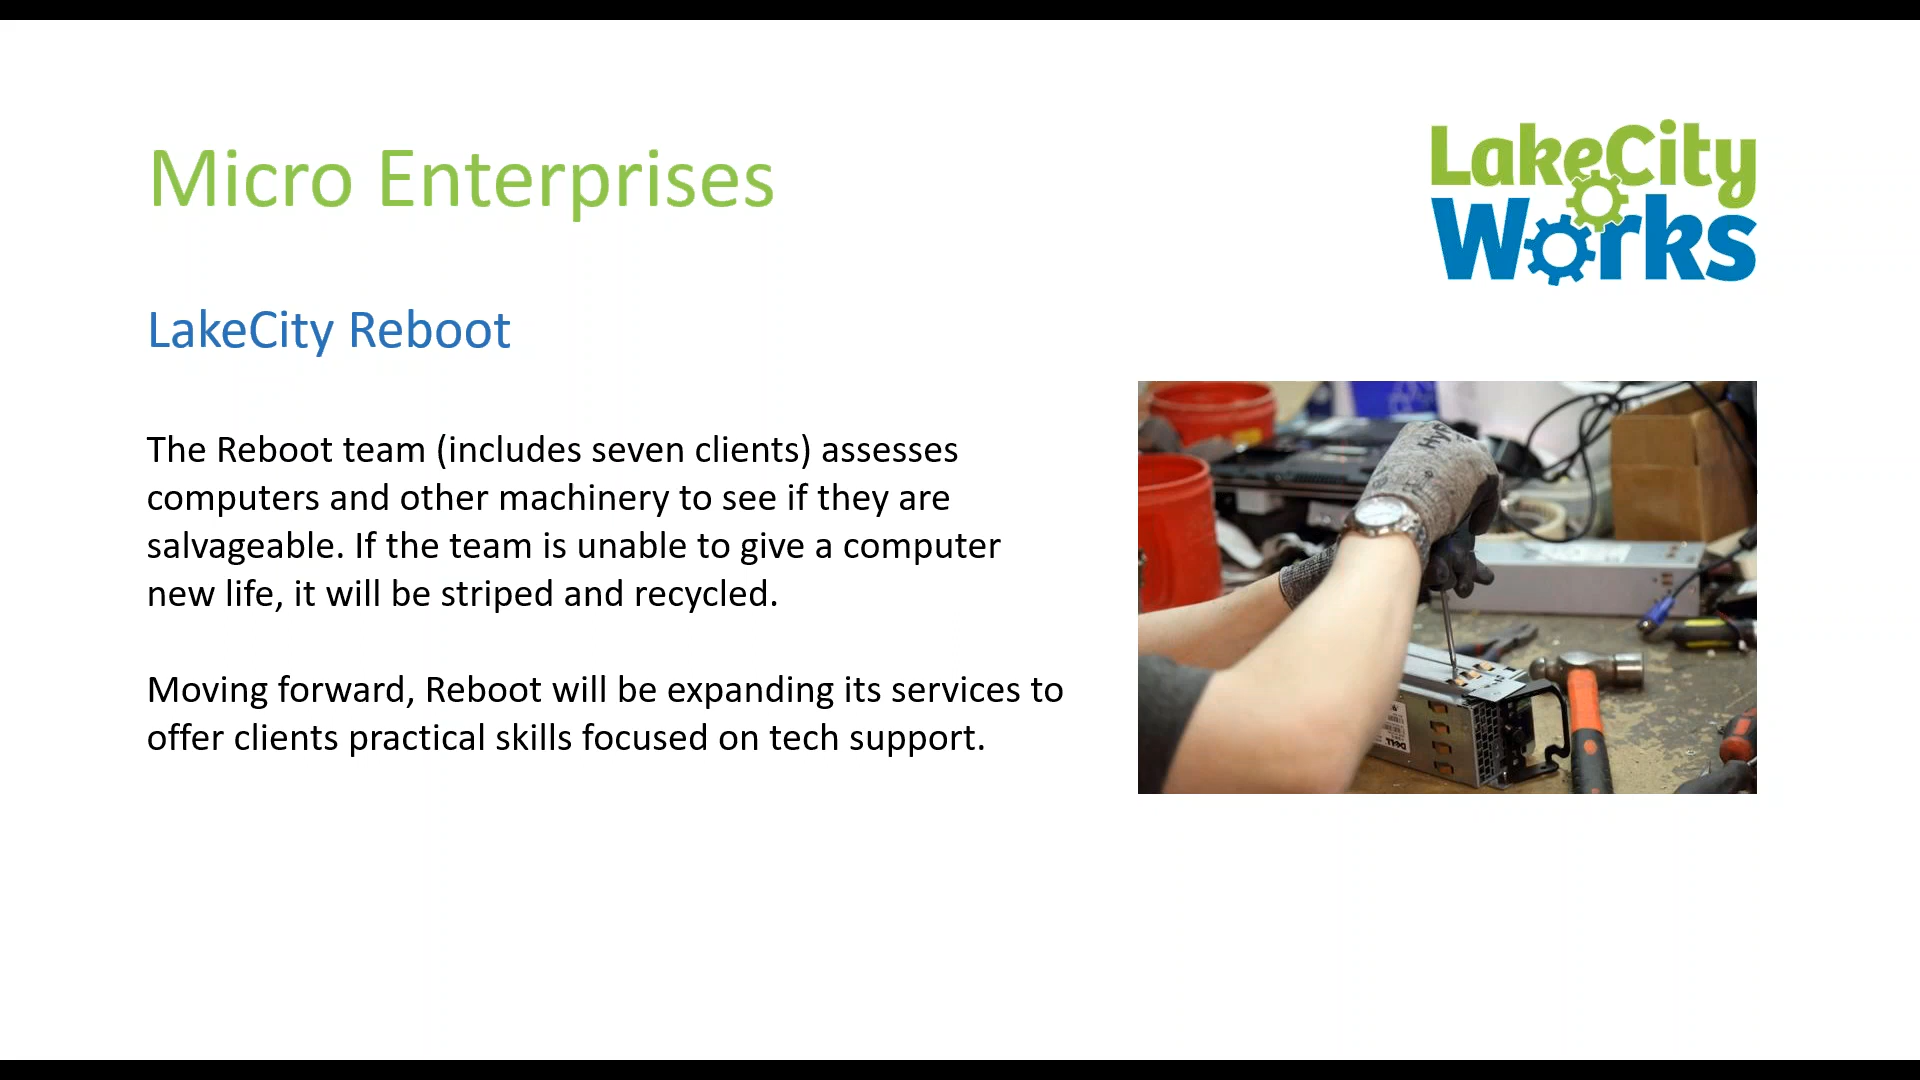 Micro Enterprises
LakeCity
Works
LakeCity Reboot
The Reboot team (includes seven clients) assesses
computers and other machinery to see if they are
salvageable. If the team is unable to give a computer
new life, it will be striped and recycled.
Moving forward, Reboot will be expanding its services to
offer clients practical skills focused on tech support.
DELL